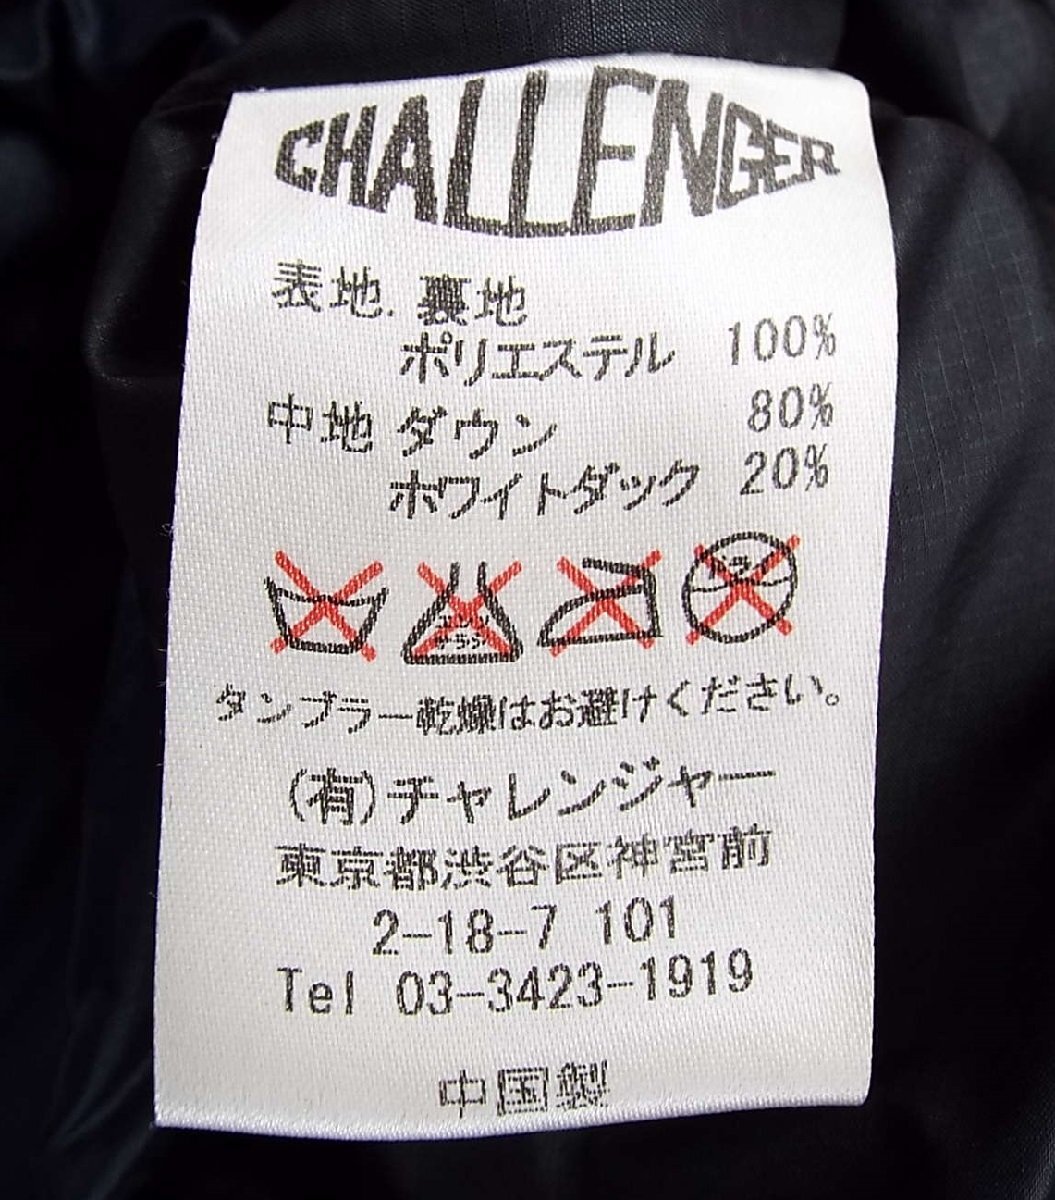 CHALLENGER
表地.裏地
ポリエステル 100%
中地 ダウン 80%
ホワイトダック 20%
タンブラー乾燥はお避けください。
(有)チャレンジャー
東京都渋谷区神宮前
2-18-7 101
Tel 03-3423-1919
中国製